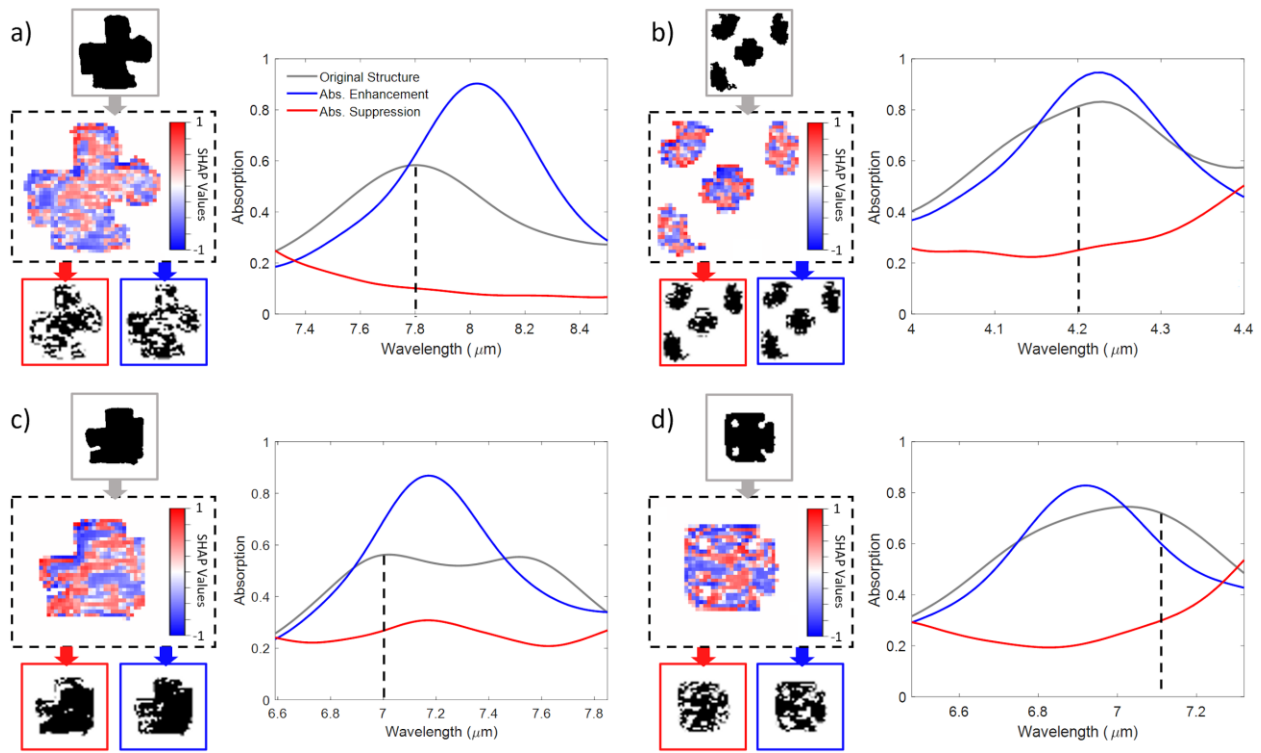 a)
1
SHAP Values
-1
1
0.8
0.6
0.4
0.2
0
Absorption
Original Structure
Abs. Enhancement
Abs. Suppression
7.4
7.6
7.8
8
8.2
8.4
Wavelength ( μm)
b)
1
SHAP Values
-1
1
0.8
0.6
0.4
0.2
0
Absorption
4
4.1
4.2
4.3
4.4
Wavelength ( μm)
c)
1
SHAP Values
-1
1
0.8
0.6
0.4
0.2
0
Absorption
6.6
6.8
7
7.2
7.4
7.6
7.8
Wavelength ( μm)
d)
1
SHAP Values
-1
1
0.8
0.6
0.4
0.2
0
Absorption
6.6
6.8
7
7.2
Wavelength ( μm)